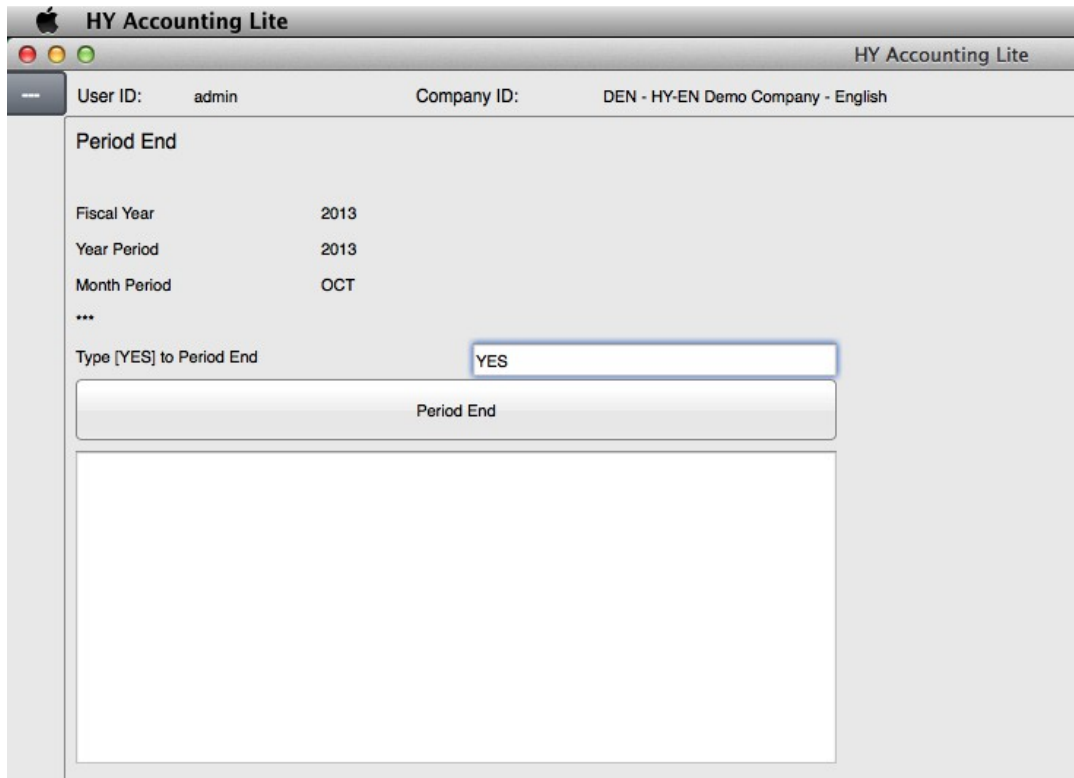 HY Accounting Lite
HY Accounting Lite
--- User ID: admin Company ID: DEN - HY-EN Demo Company - English
Period End
Fiscal Year 2013
Year Period 2013
Month Period OCT
***
Type [YES] to Period End YES
Period End